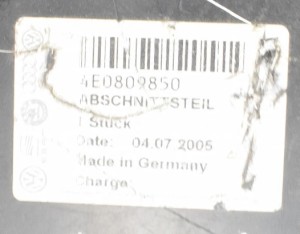 4E0809850
ABSCHNITTSTEIL
1 Stück
Date: 04.07 2005
Made in Germany
Charge